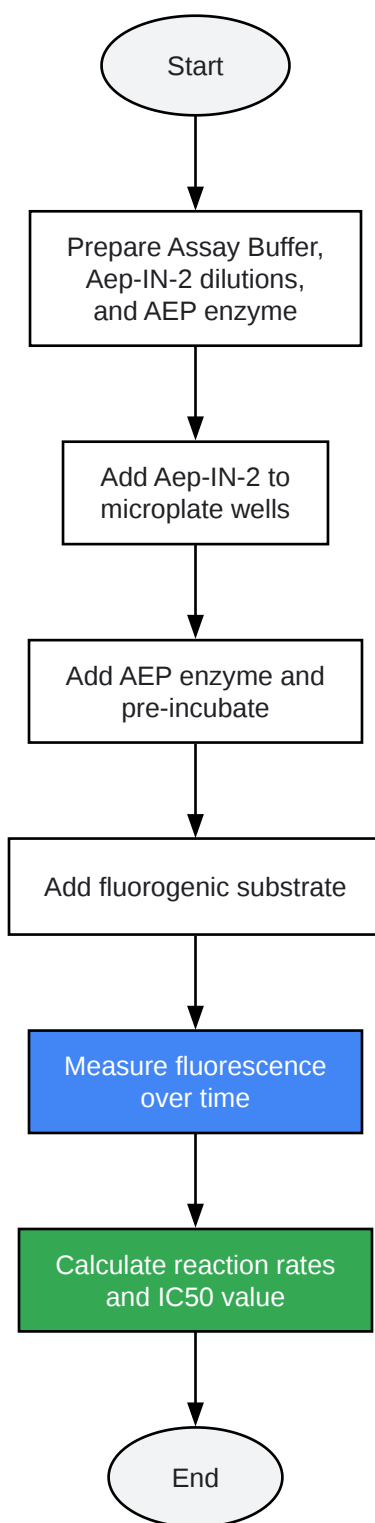 Start
Prepare Assay Buffer,
Aep-IN-2 dilutions,
and AEP enzyme
Add Aep-IN-2 to
microplate wells
Add AEP enzyme and
pre-incubate
Add fluorogenic substrate
Measure fluorescence
over time
Calculate reaction rates
and IC50 value
End